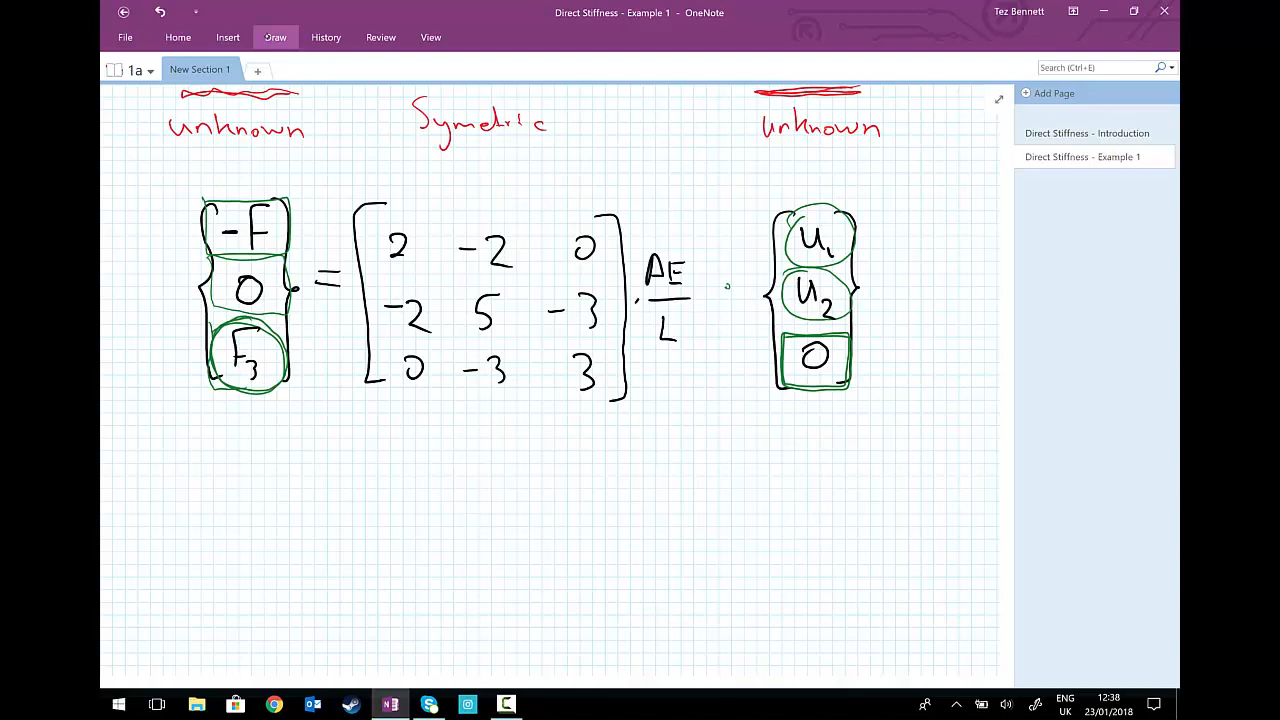 Direct Stiffness - Example 1 - OneNote
Tez Bennett
File Home Insert Draw History Review View
1a New Section 1 +
Search (Ctrl+E)
Add Page
Direct Stiffness - Introduction
Direct Stiffness - Example 1
unknown Symetric unknown
-F 2 -2 0 u1
0 = -2 5 -3 · AE/L · u2
F3 0 -3 3 0
ENG 12:38
UK 23/01/2018